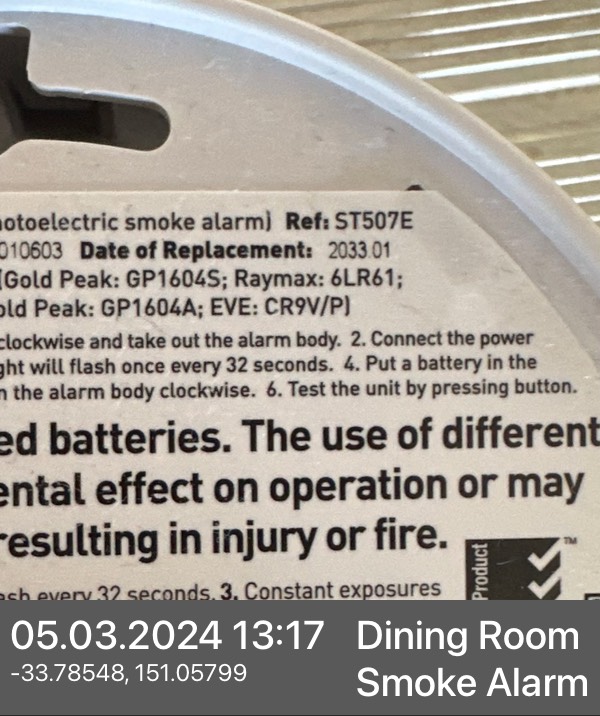 photoelectric smoke alarm) Ref: ST507E
010603 Date of Replacement: 2033.01
(Gold Peak: GP1604S; Raymax: 6LR61;
old Peak: GP1604A; EVE: CR9V/P)
clockwise and take out the alarm body. 2. Connect the power
ght will flash once every 32 seconds. 4. Put a battery in the
n the alarm body clockwise. 6. Test the unit by pressing button.
ed batteries. The use of different
ental effect on operation or may
resulting in injury or fire.
ash every 32 seconds. 3. Constant exposures
Product
TM
05.03.2024 13:17
-33.78548, 151.05799
Dining Room
Smoke Alarm